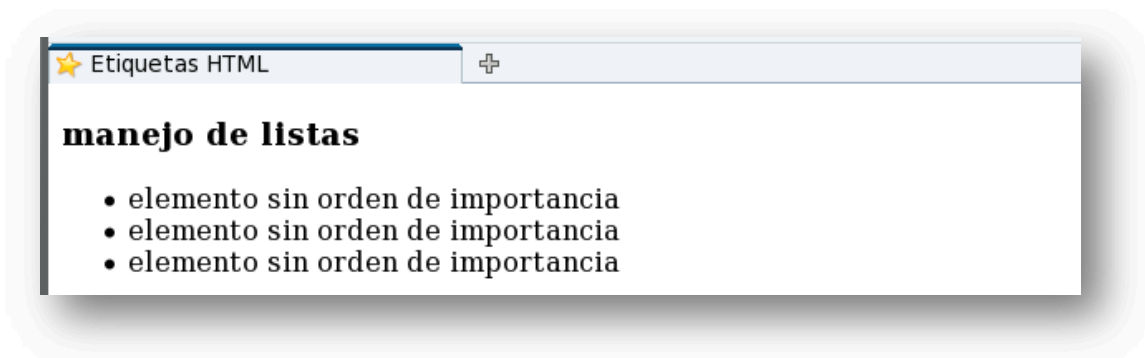 Etiquetas HTML
manejo de listas
• elemento sin orden de importancia
• elemento sin orden de importancia
• elemento sin orden de importancia